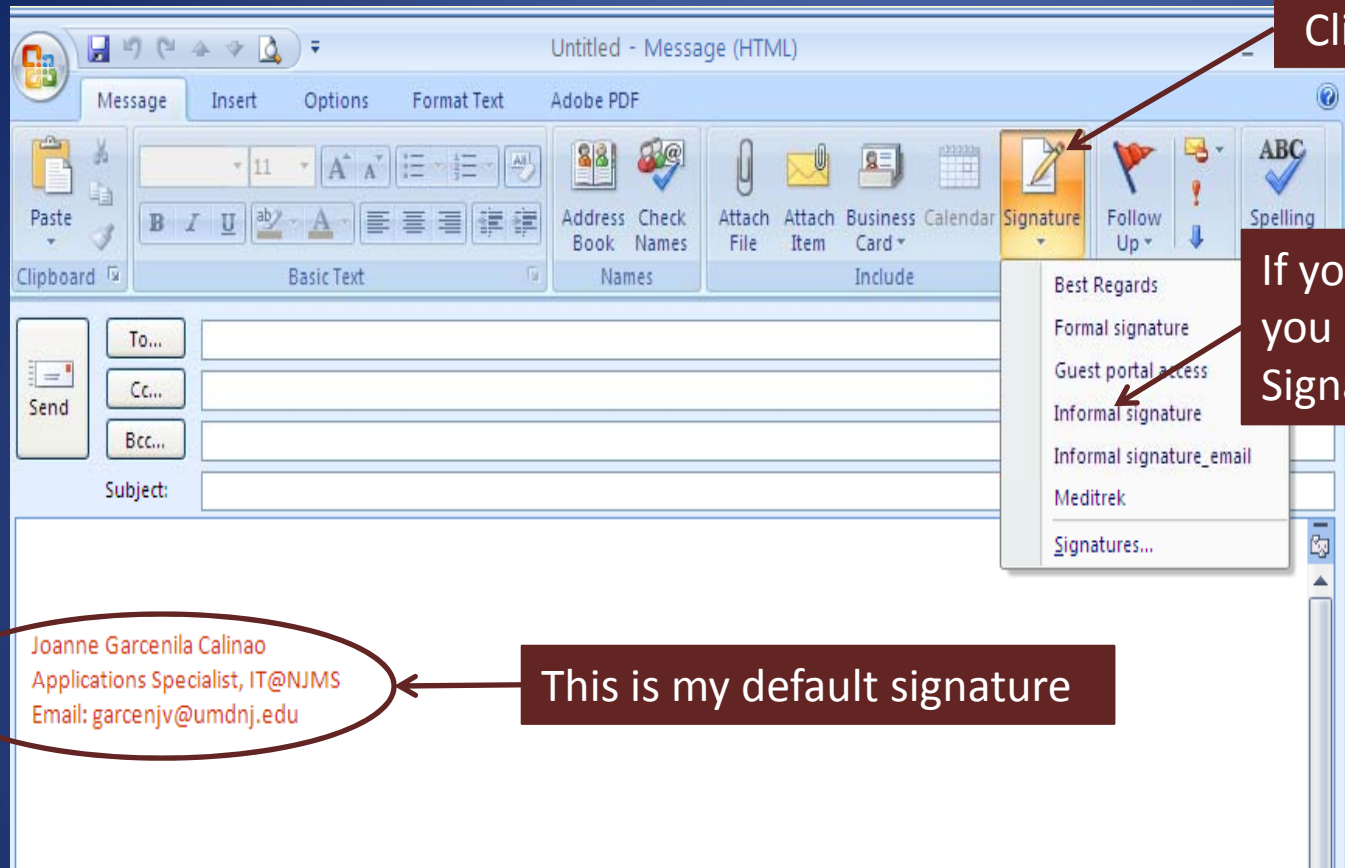 Untitled - Message (HTML)
Message Insert Options Format Text Adobe PDF
11
Paste
B I U
Address Book
Check Names
Attach File
Attach Item
Business Card
Calendar
Signature
Follow Up
ABC
Spelling
Clipboard
Basic Text
Names
Include
If yo
you
Signa
Best Regards
Formal signature
Guest portal access
Informal signature
Informal signature_email
Meditrek
Signatures...
Send
To...
Cc...
Bcc...
Subject:
Joanne Garcenila Calinao
Applications Specialist, IT@NJMS
Email: garcenjv@umdnj.edu
This is my default signature